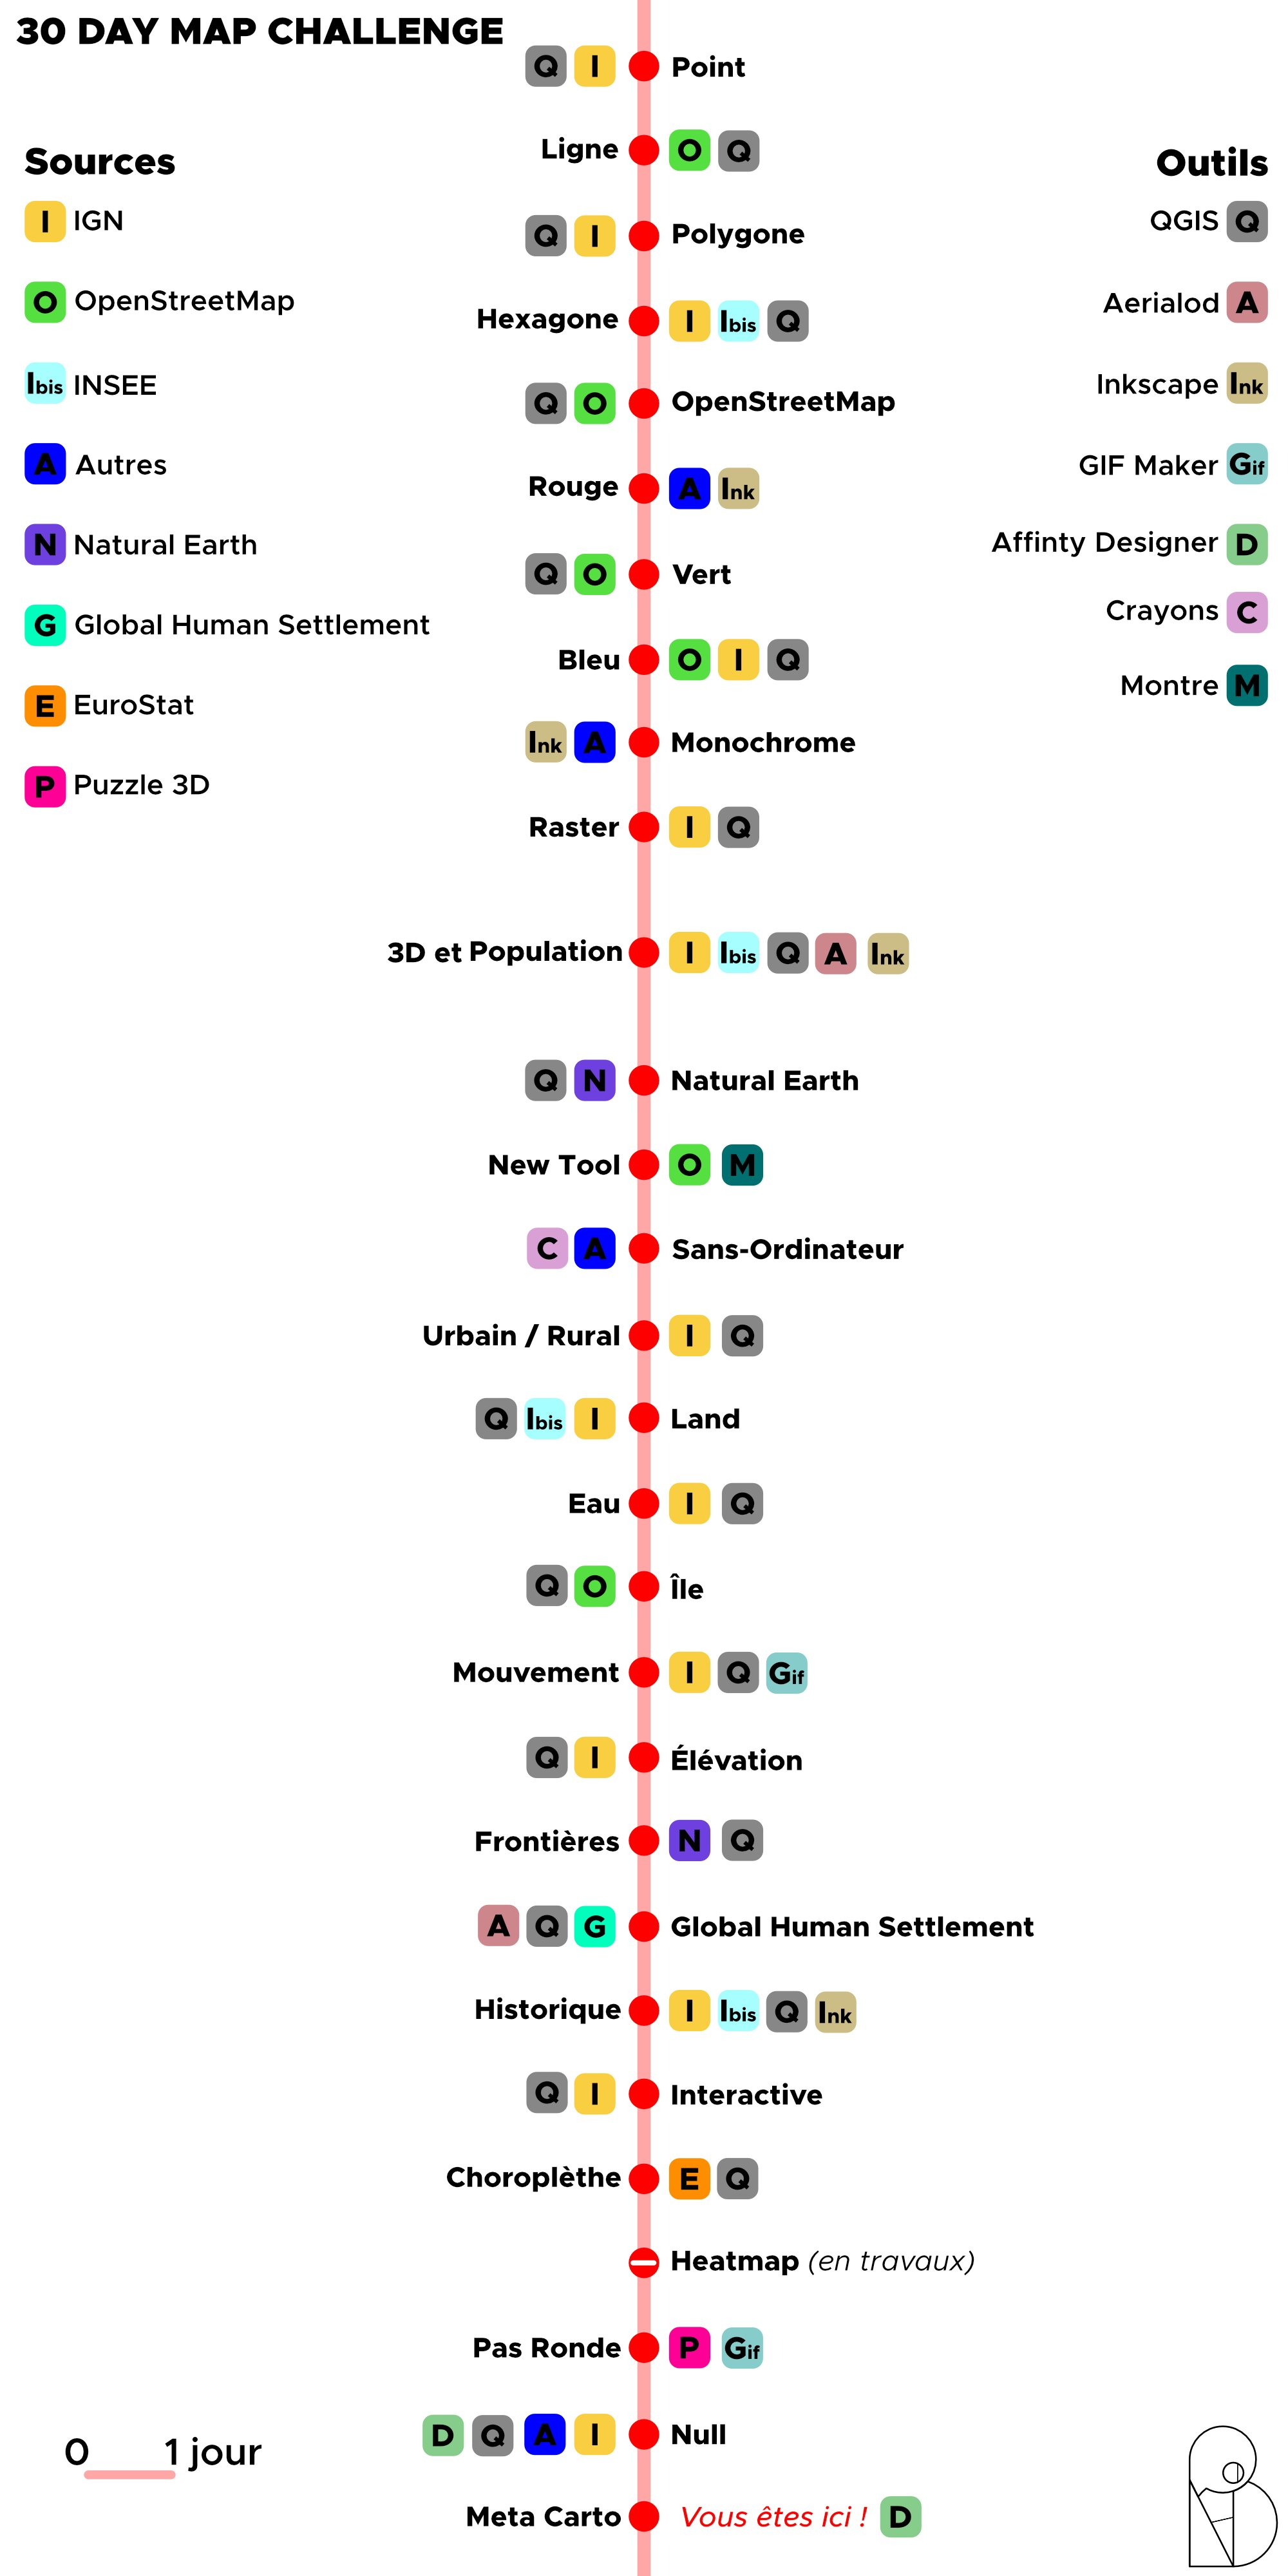 30 DAY MAP CHALLENGE
Sources
I IGN
O OpenStreetMap
Ibis INSEE
A Autres
N Natural Earth
G Global Human Settlement
E EuroStat
P Puzzle 3D
Outils
QGIS Q
Aerialod A
Inkscape Ink
GIF Maker Gif
Affinty Designer D
Crayons C
Montre M
Q I Point
Ligne O Q
Q I Polygone
Hexagone I Ibis Q
Q O OpenStreetMap
Rouge A Ink
Q O Vert
Bleu O I Q
Ink A Monochrome
Raster I Q
3D et Population I Ibis Q A Ink
Q N Natural Earth
New Tool O M
C A Sans-Ordinateur
Urbain / Rural I Q
Q Ibis I Land
Eau I Q
Q O Île
Mouvement I Q Gif
Q I Élévation
Frontières N Q
A Q G Global Human Settlement
Historique I Ibis Q Ink
Q I Interactive
Choroplèthe E Q
Heatmap (en travaux)
Pas Ronde P Gif
D Q A I Null
Meta Carto Vous êtes ici ! D
0 1 jour